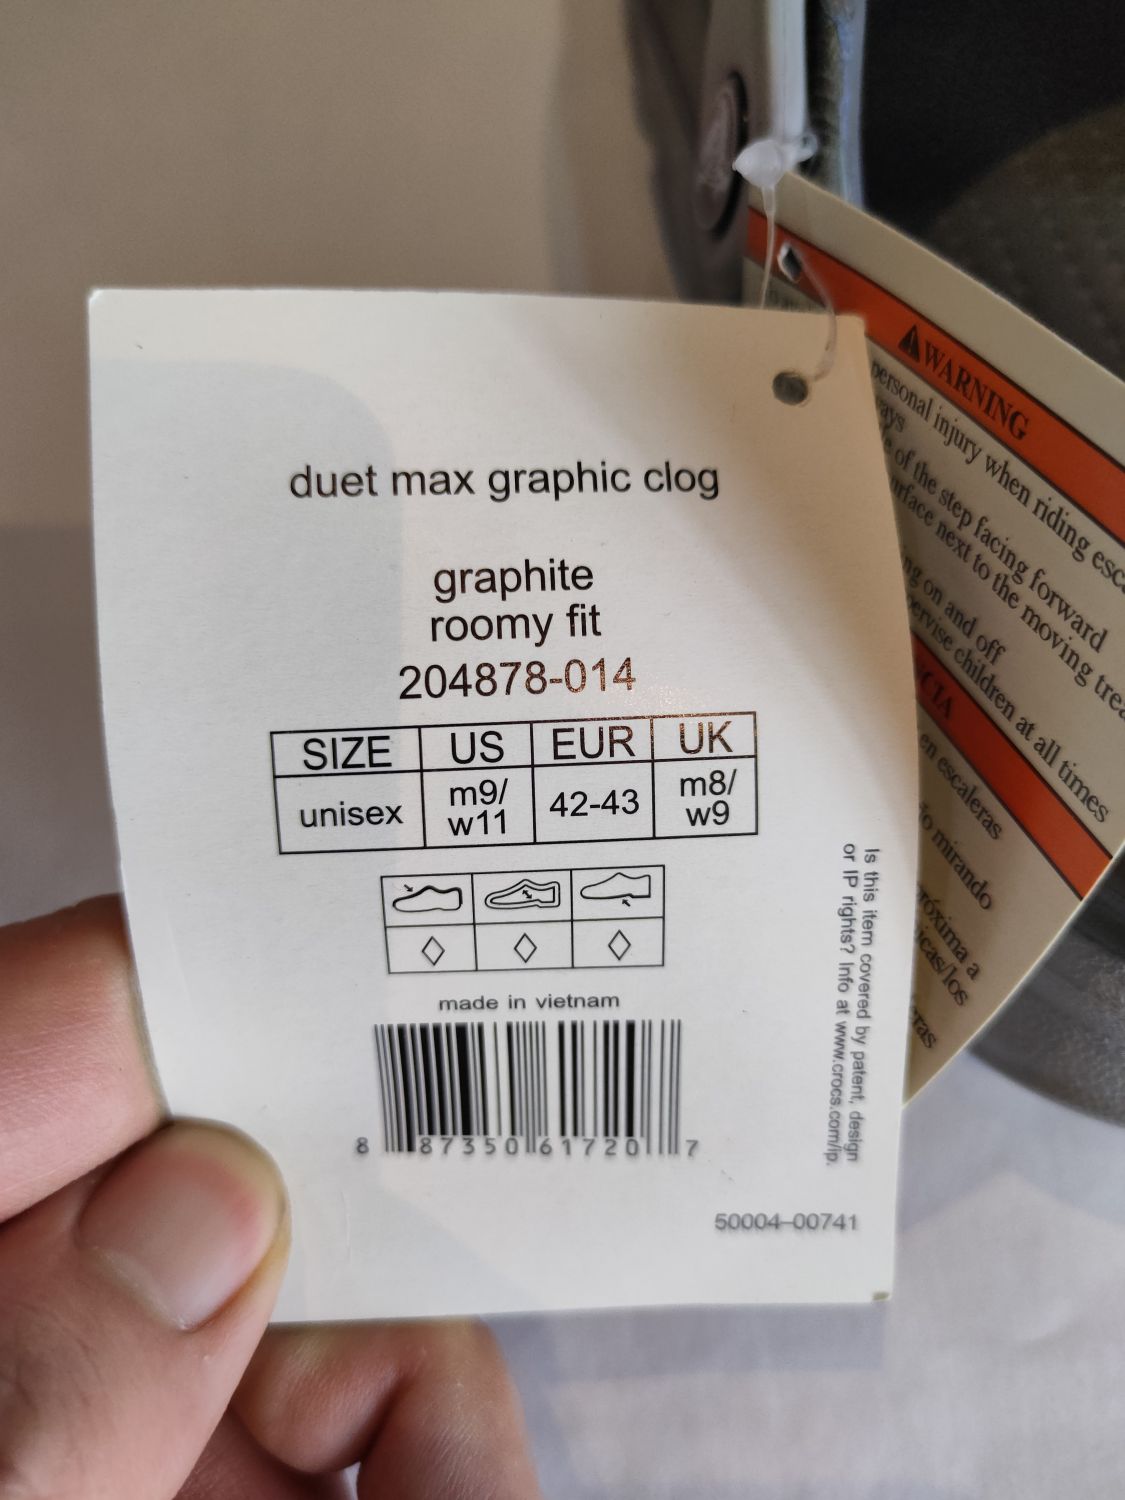 duet max graphic clog
graphite
roomy fit
204878-014
SIZE US EUR UK
unisex m9/ w11 42-43 m8/ w9
made in vietnam
8 87350 61720 7
50004-00741
Is this item covered by patent, design
or IP rights? Info at www.crocs.com/ip.
WARNING
personal injury when riding
of the step facing forward
next to the moving
on and off
children at all times
en escaleras
mirando